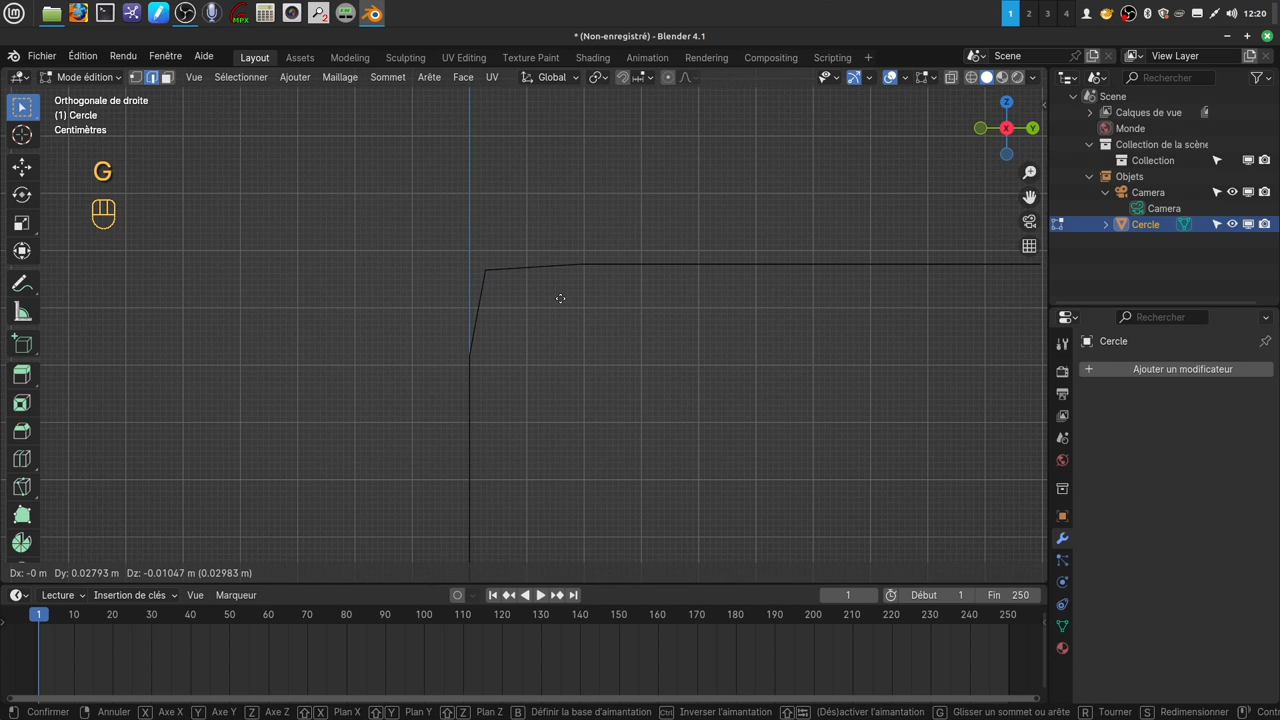 12:20
1 2 3 4
* (Non-enregistré) - Blender 4.1
Fichier Édition Rendu Fenêtre Aide Layout Assets Modeling Sculpting UV Editing Texture Paint Shading Animation Rendering Compositing Scripting Scene View Layer
Mode édition Vue Sélectionner Ajouter Maillage Sommet Arête Face UV Global Rechercher
Orthogonale de droite
(1) Cercle
Centimètres
G
Z
X
Y
Scene
Calques de vue
Monde
Collection de la scène
Collection
Objets
Camera
Camera
Cercle
Rechercher
Cercle
Ajouter un modificateur
Dx: -0 m Dy: 0.02793 m Dz: -0.01047 m (0.02983 m)
Lecture Insertion de clés Vue Marqueur 1 Début 1 Fin 250
1 10 20 30 40 50 60 70 80 90 100 110 120 130 140 150 160 170 180 190 200 210 220 230 240 250
Confirmer Annuler X Axe X Y Axe Y Z Axe Z X Plan X Y Plan Y Z Plan Z B Définir la base d'aimantation Ctrl Inverser l'aimantation (Dés)activer l'aimantation G Glisser un sommet ou arête R Tourner S Redimensionner Cont